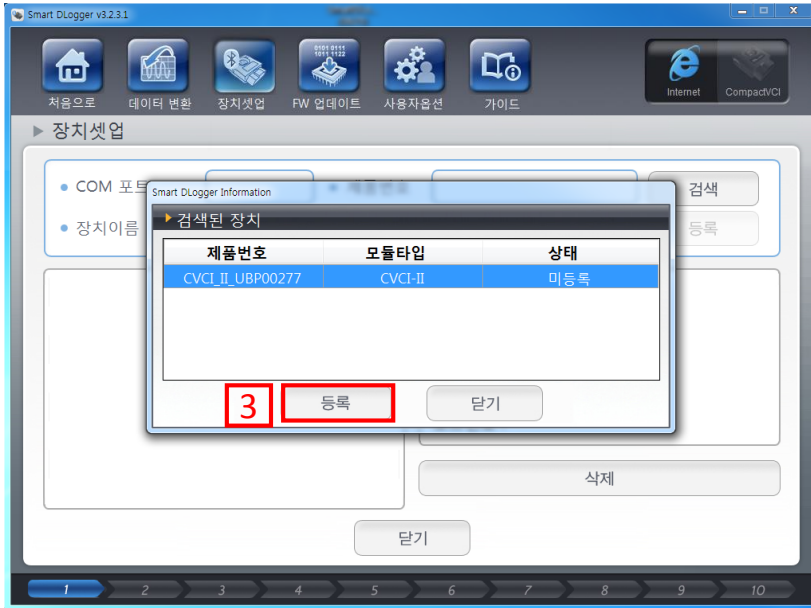 Smart DLogger v3.2.3.1
0101 0111
1011 1122
처음으로 데이터 변환 장치셋업 FW 업데이트 사용자옵션 가이드 Internet CompactVCI
▶ 장치셋업
• COM 포트 • 제품번호 검색
• 장치이름 등록
Smart DLogger Information
검색된 장치
제품번호 모듈타입 상태
CVCI_II_UBP00277 CVCI-II 미등록
3 등록 닫기
삭제
닫기
1 2 3 4 5 6 7 8 9 10